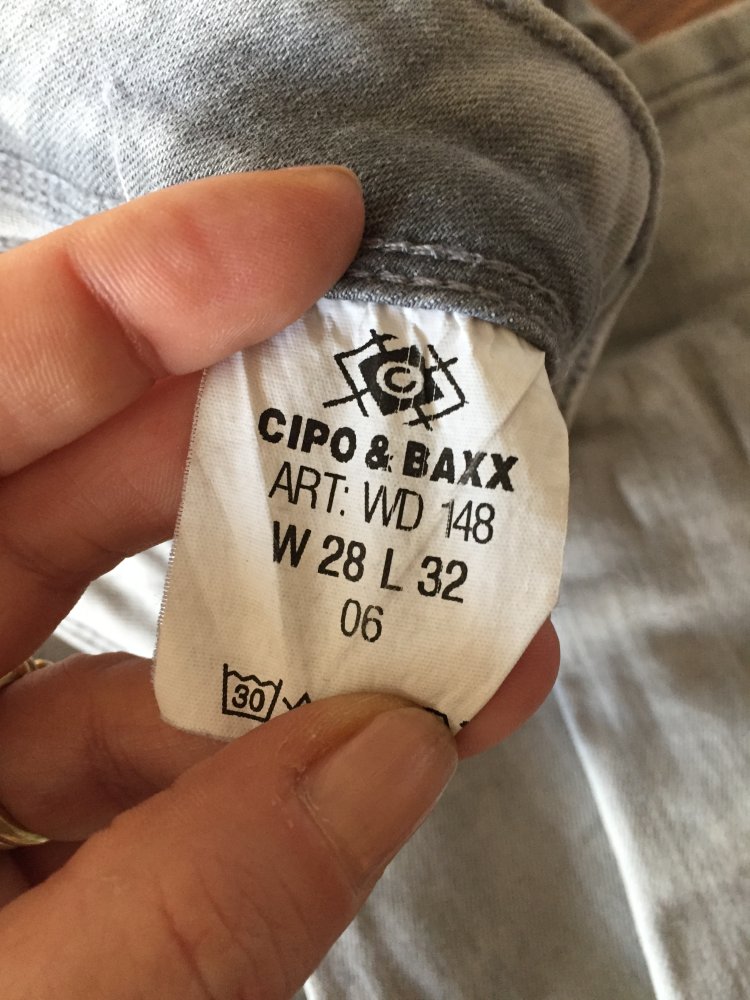 C
CIPO & BAXX
ART: WD 148
W 28 L 32
06
30